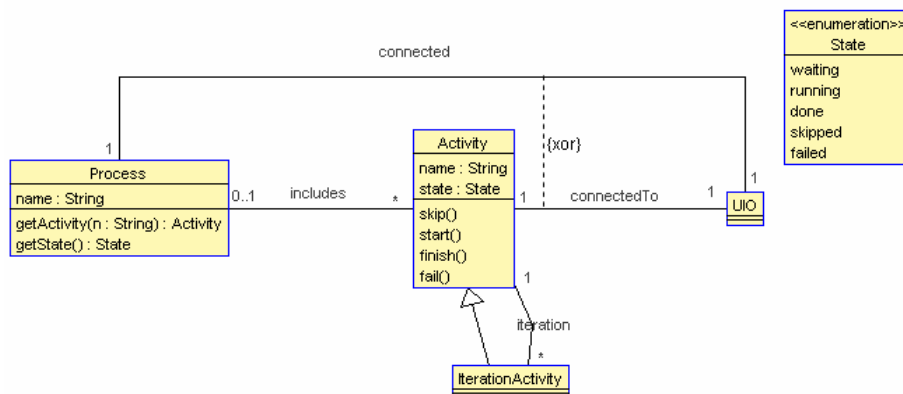 <<enumeration>>
State
waiting
running
done
skipped
failed
connected
1
1
{xor}
Process
name : String
getActivity(n : String) : Activity
getState() : State
0..1
includes
*
Activity
name : String
state : State
skip()
start()
finish()
fail()
1
connectedTo
1
UIO
1
iteration
*
IterationActivity